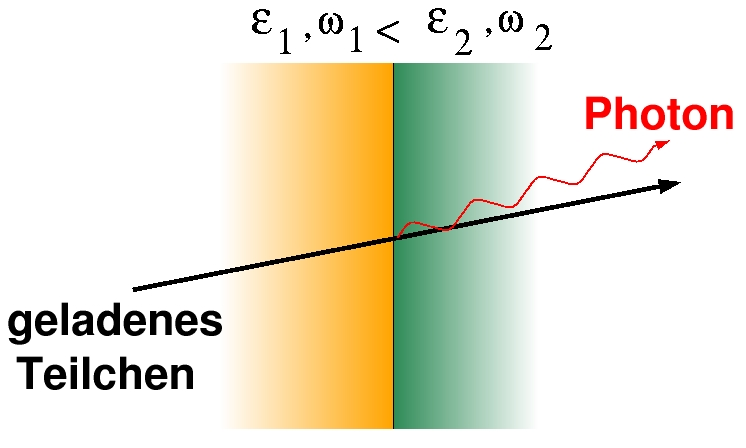 ε₁,ω₁ < ε₂,ω₂
Photon
geladenes
Teilchen